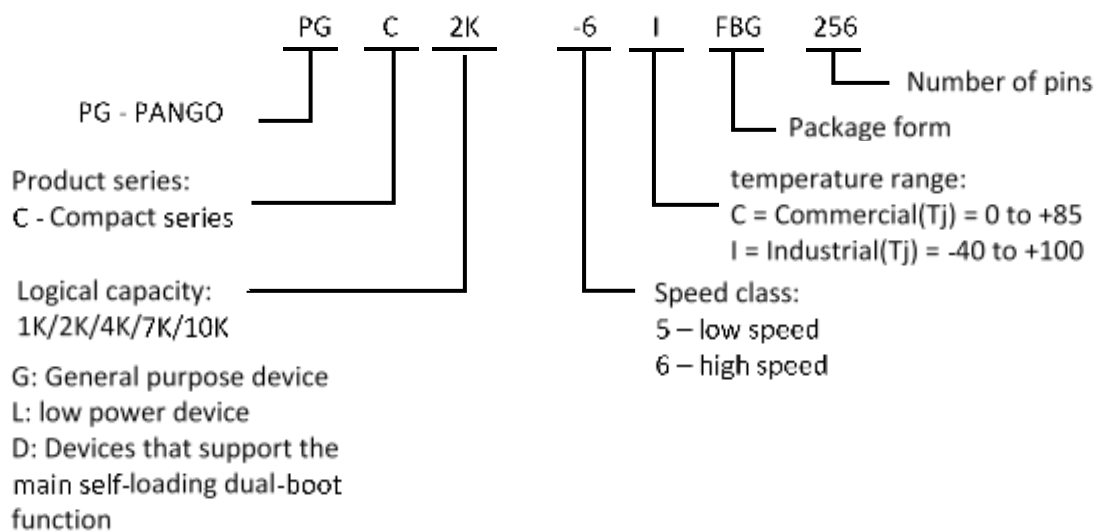 PG C 2K -6 I FBG 256
Number of pins
PG - PANGO
Package form
Product series:
C - Compact series
temperature range:
C = Commercial(Tj) = 0 to +85
I = Industrial(Tj) = -40 to +100
Logical capacity:
1K/2K/4K/7K/10K
Speed class:
5 – low speed
6 – high speed
G: General purpose device
L: low power device
D: Devices that support the
main self-loading dual-boot
function